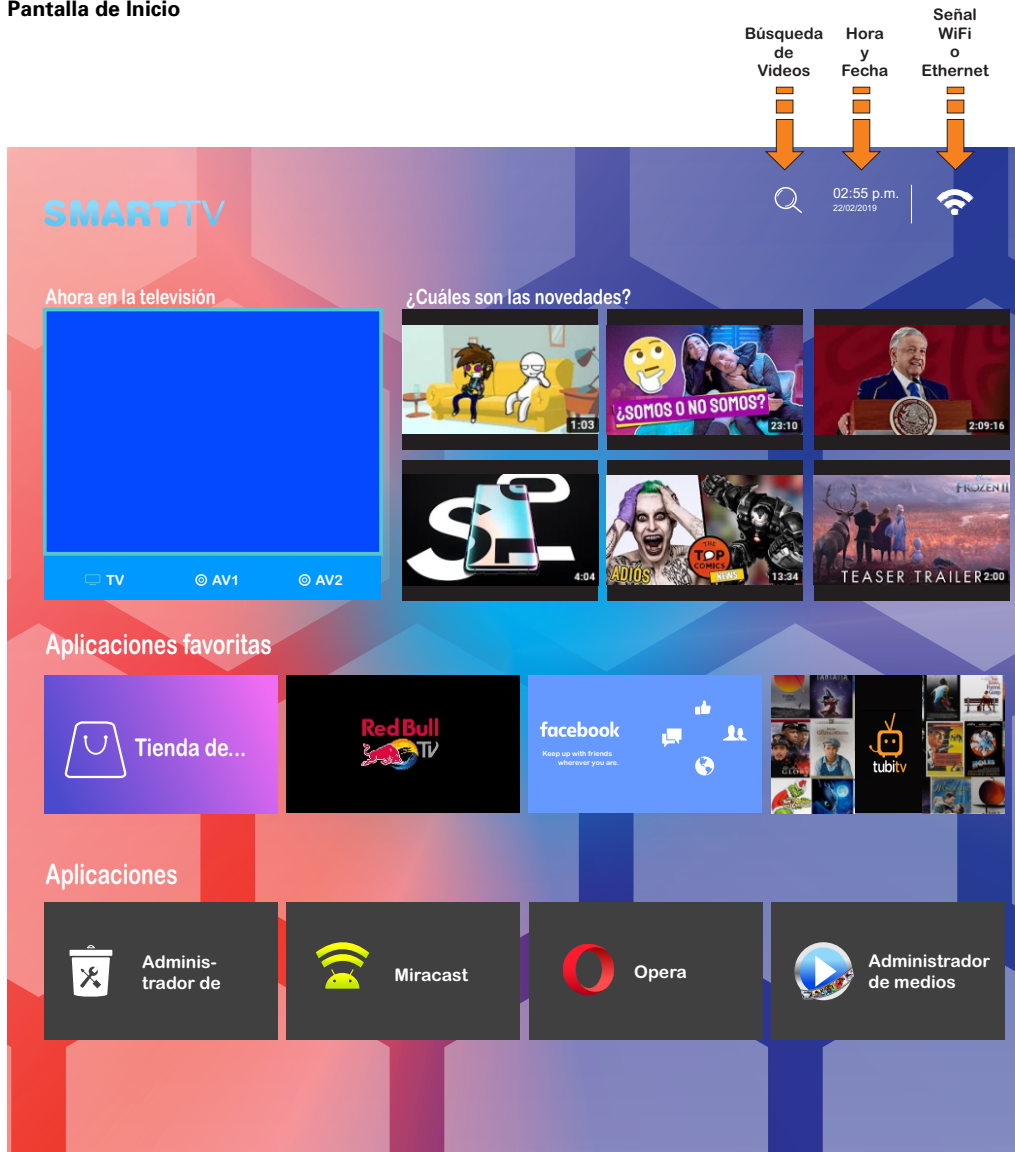 Pantalla de Inicio
Búsqueda
de
Videos
Hora
y
Fecha
Señal
WiFi
o
Ethernet
SMARTTV
02:55 p.m.
22/02/2019
Ahora en la televisión
¿Cuáles son las novedades?
1:03
¿SOMOS O NO SOMOS?
23:10
2:09:16
4:04
ADIÓS
THE
TOP
COMICS
NEWS
13:34
FROZEN II
TEASER TRAILER
2:00
TV
AV1
AV2
Aplicaciones favoritas
Tienda de...
Red Bull
TV
facebook
Keep up with friends
wherever you are.
FANTASIA
GLORY
HOLES
tubitv
Aplicaciones
Adminis-
trador de
Miracast
Opera
Administrador
de medios